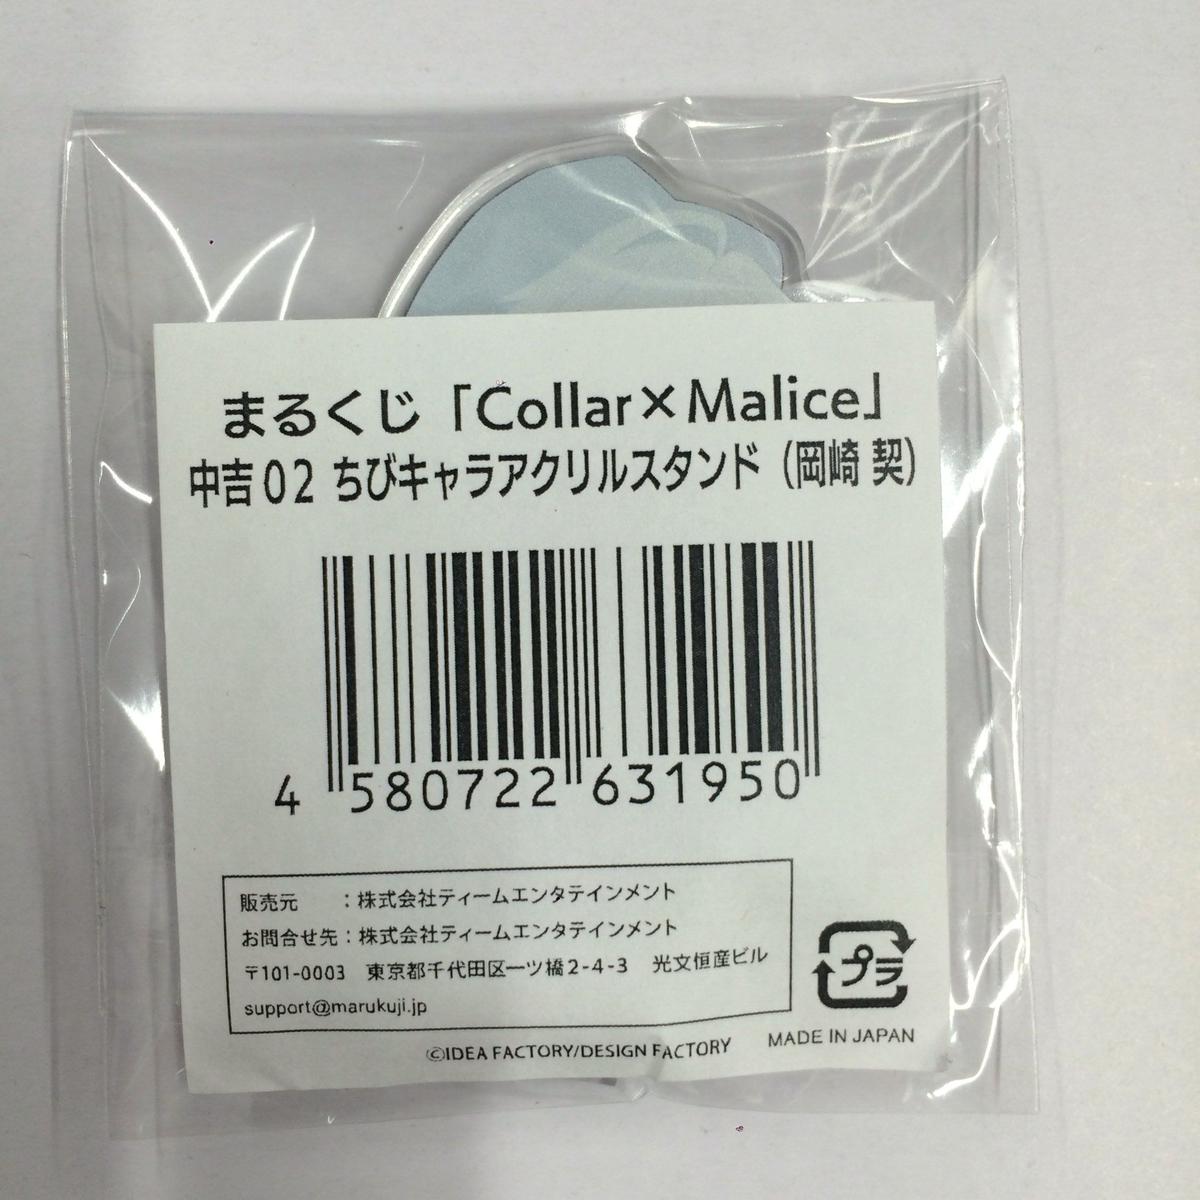 まるくじ「Collar×Malice」
中吉02 ちびキャラアクリルスタンド（岡崎 契）
4 580722 631950
販売元　：株式会社ティームエンタテインメント
お問合せ先：株式会社ティームエンタテインメント
〒101-0003　東京都千代田区一ツ橋2-4-3　光文恒産ビル
support@marukuji.jp
プラ
©IDEA FACTORY/DESIGN FACTORY
MADE IN JAPAN